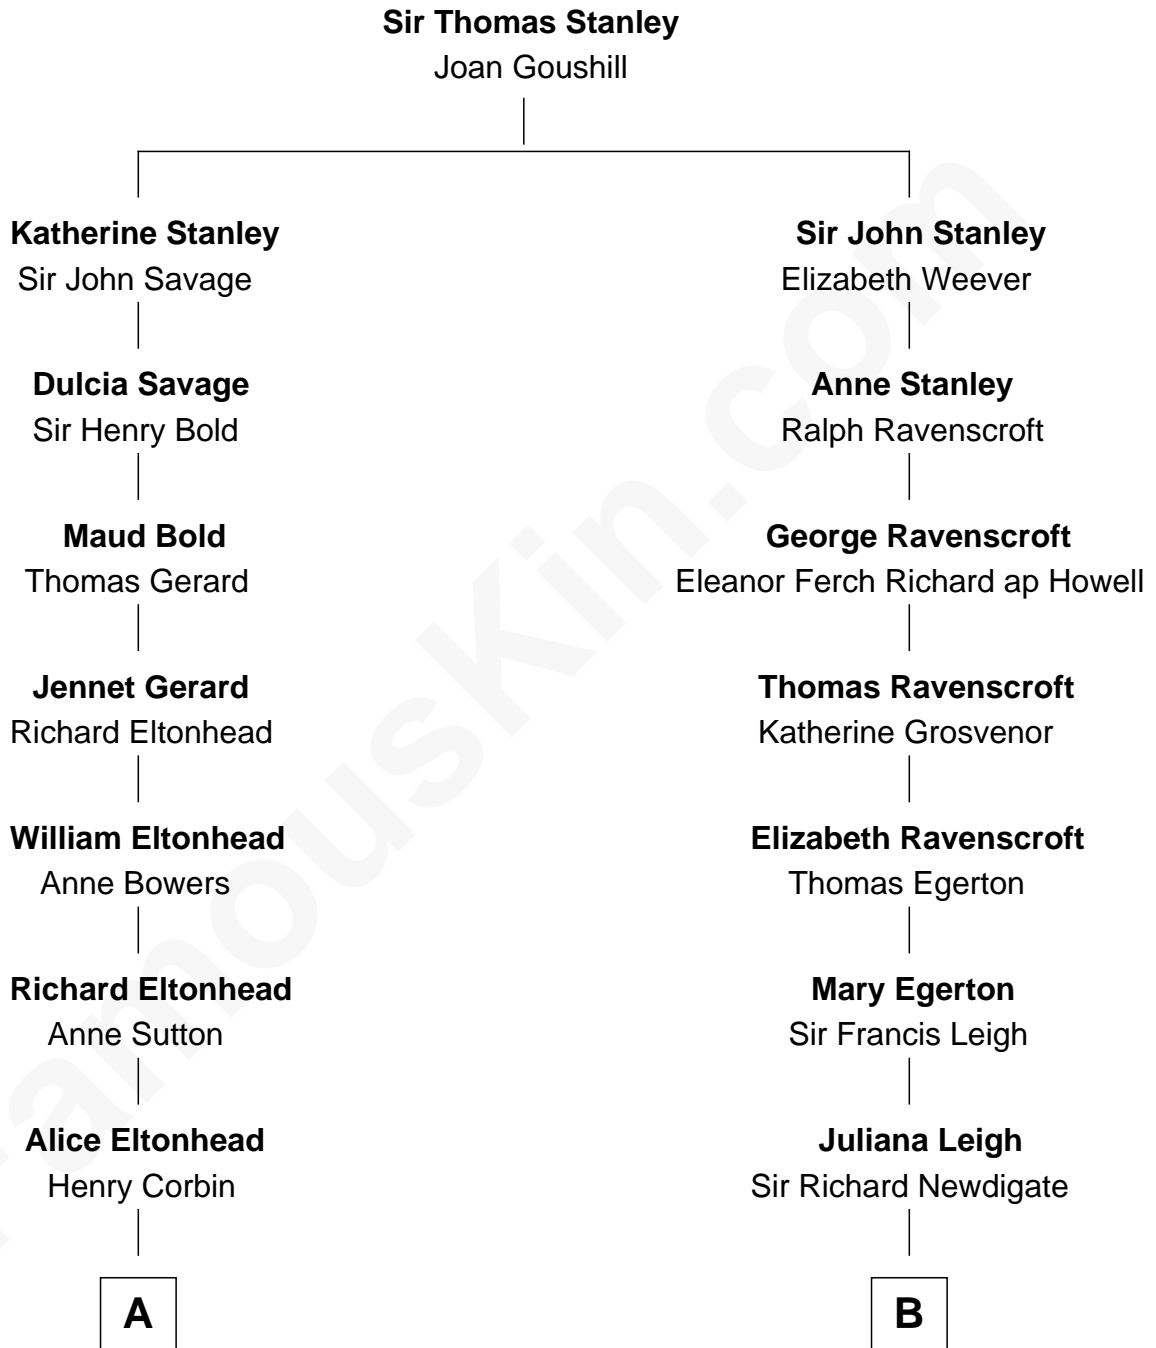 Sir Thomas Stanley
Joan Goushill
Katherine Stanley
Sir John Savage
Sir John Stanley
Elizabeth Weever
Dulcia Savage
Sir Henry Bold
Anne Stanley
Ralph Ravenscroft
Maud Bold
Thomas Gerard
George Ravenscroft
Eleanor Ferch Richard ap Howell
Jennet Gerard
Richard Eltonhead
Thomas Ravenscroft
Katherine Grosvenor
William Eltonhead
Anne Bowers
Elizabeth Ravenscroft
Thomas Egerton
Richard Eltonhead
Anne Sutton
Mary Egerton
Sir Francis Leigh
Alice Eltonhead
Henry Corbin
Juliana Leigh
Sir Richard Newdigate
A
B
FamousKin.com